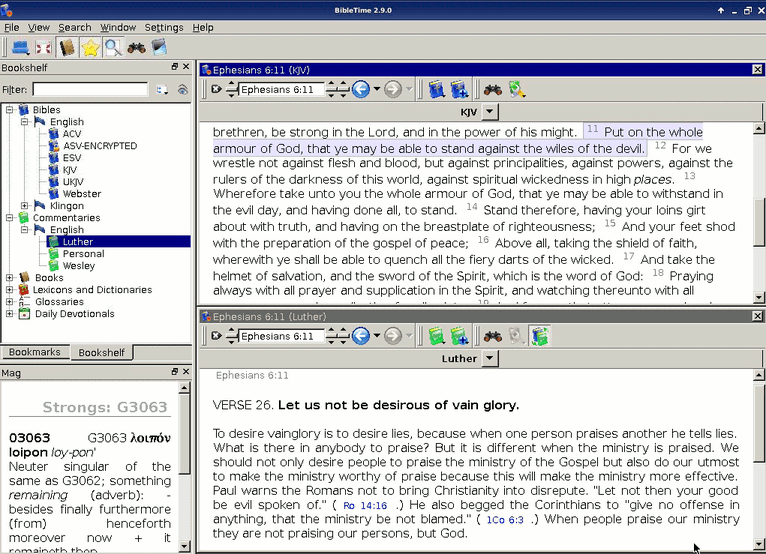 BibleTime 2.9.0
File View Search Window Settings Help
Bookshelf
Filter:
Bibles
English
ACV
ASV-ENCRYPTED
ESV
KJV
UKJV
Webster
Klingon
Commentaries
English
Luther
Personal
Wesley
Books
Lexicons and Dictionaries
Glossaries
Daily Devotionals
Bookmarks Bookshelf
Mag
Strongs: G3063
03063 G3063 λοιπόν
loipon loy-pon'
Neuter singular of the
same as G3062; something
remaining (adverb): -
besides finally furthermore
(from) henceforth
moreover now + it
remaineth then
Ephesians 6:11 (KJV)
Ephesians 6:11
KJV
brethren, be strong in the Lord, and in the power of his might. 11 Put on the whole
armour of God, that ye may be able to stand against the wiles of the devil. 12 For we
wrestle not against flesh and blood, but against principalities, against powers, against the
rulers of the darkness of this world, against spiritual wickedness in high places. 13
Wherefore take unto you the whole armour of God, that ye may be able to withstand in
the evil day, and having done all, to stand. 14 Stand therefore, having your loins girt
about with truth, and having on the breastplate of righteousness; 15 And your feet shod
with the preparation of the gospel of peace; 16 Above all, taking the shield of faith,
wherewith ye shall be able to quench all the fiery darts of the wicked. 17 And take the
helmet of salvation, and the sword of the Spirit, which is the word of God: 18 Praying
always with all prayer and supplication in the Spirit, and watching thereunto with all
Ephesians 6:11 (Luther)
Ephesians 6:11
Luther
Ephesians 6:11
VERSE 26. Let us not be desirous of vain glory.
To desire vainglory is to desire lies, because when one person praises another he tells lies.
What is there in anybody to praise? But it is different when the ministry is praised. We
should not only desire people to praise the ministry of the Gospel but also do our utmost
to make the ministry worthy of praise because this will make the ministry more effective.
Paul warns the Romans not to bring Christianity into disrepute. "Let not then your good
be evil spoken of." ( Ro 14:16 .) He also begged the Corinthians to "give no offense in
anything, that the ministry be not blamed." ( 1Co 6:3 .) When people praise our ministry
they are not praising our persons, but God.